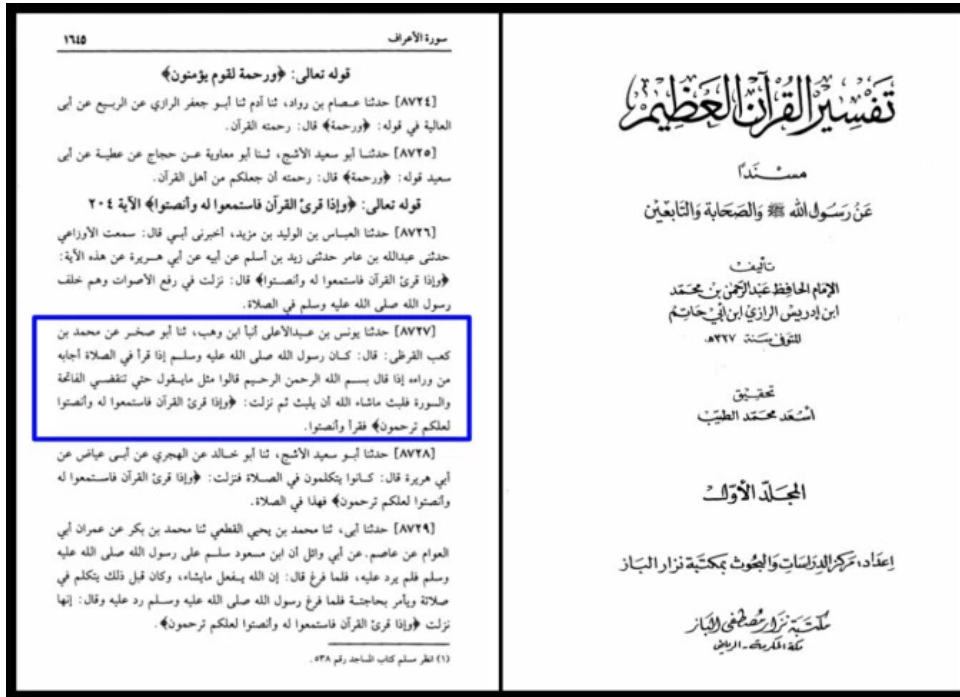 سورة الأعراف
١٦٤٥
قوله تعالى: ﴿ورحمة لقوم يؤمنون﴾
[٨٧٢٤] حدثنا عصام بن رواد، ثنا آدم ثنا أبو جعفر الرازي عن الربيع عن أبى
العالية في قوله: ﴿ورحمة﴾ قال: رحمته القرآن.
[٨٧٢٥] حدثنا أبو سعيد الأشج، ثنا أبو معاوية عن حجاج عن عطية عن أبى
سعيد قوله: ﴿ورحمة﴾ قال: رحمته أن جعلكم من أهل القرآن.
قوله تعالى: ﴿وإذا قرئ القرآن فاستمعوا له وأنصتوا﴾ الآية ٢٠٤
[٨٧٢٦] حدثنا العباس بن الوليد بن مزيد، أخبرنى أبى قال: سمعت الأوزاعي
حدثنى عبدالله بن عامر حدثنى زيد بن أسلم عن أبيه عن أبي هريرة عن هذه الآية:
﴿وإذا قرئ القرآن فاستمعوا له وأنصتوا﴾ قال: نزلت في رفع الأصوات وهم خلف
رسول الله صلى الله عليه وسلم في الصلاة.
[٨٧٢٧] حدثنا يونس بن عبدالأعلى أنبأ ابن وهب، ثنا أبو صخر عن محمد بن
كعب القرظي: قال: كان رسول الله صلى الله عليه وسلم إذا قرأ في الصلاة أجابه
من وراءه إذا قال بسم الله الرحمن الرحيم قالوا مثل مايقول حتي تنقضي الفاتحة
والسورة فلبث ماشاء الله أن يلبث ثم نزلت: ﴿وإذا قرئ القرآن فاستمعوا له وأنصتوا
لعلكم ترحمون﴾ فقرأ وأنصتوا.
[٨٧٢٨] حدثنا أبو سعيد الأشج، ثنا أبو خالد عن الهجري عن أبى عياض عن
أبي هريرة قال: كانوا يتكلمون في الصلاة فنزلت: ﴿وإذا قرئ القرآن فاستمعوا له
وأنصتوا لعلكم ترحمون﴾ فهذا في الصلاة.
[٨٧٢٩] حدثنا أبى، ثنا محمد بن يحيي القطعي ثنا محمد بن بكر عن عمران أبي
العوام عن عاصم. عن أبي وائل أن ابن مسعود سلم على رسول الله صلى الله عليه
وسلم فلم يرد عليه، فلما فرغ قال: إن الله يفعل مايشاء، وكان قبل ذلك يتكلم في
صلاتة ويأمر بحاجتة فلما فرغ رسول الله صلى الله عليه وسلم رد عليه وقال: إنها
نزلت ﴿وإذا قرئ القرآن فاستمعوا له وأنصتوا لعلكم ترحمون﴾.
(١) انظر مسلم كتاب المساجد رقم ٥٣٨.
تفسير القرآن العظيم
مسندًا
عن رسول الله ﷺ والصحابة والتابعين
تأليف
الإمام الحافظ عبد الرحمن بن محمد
ابن إدريس الرازي ابن أبي حاتم
المتوفى سنة ٣٢٧هـ
تحقيق
أسعد محمد الطيب
المجلد الأول
إعداد: مركز الدراسات والبحوث بمكتبة نزار الباز
مكتبة نزار مصطفى الباز
مكة المكرمة - الرياض